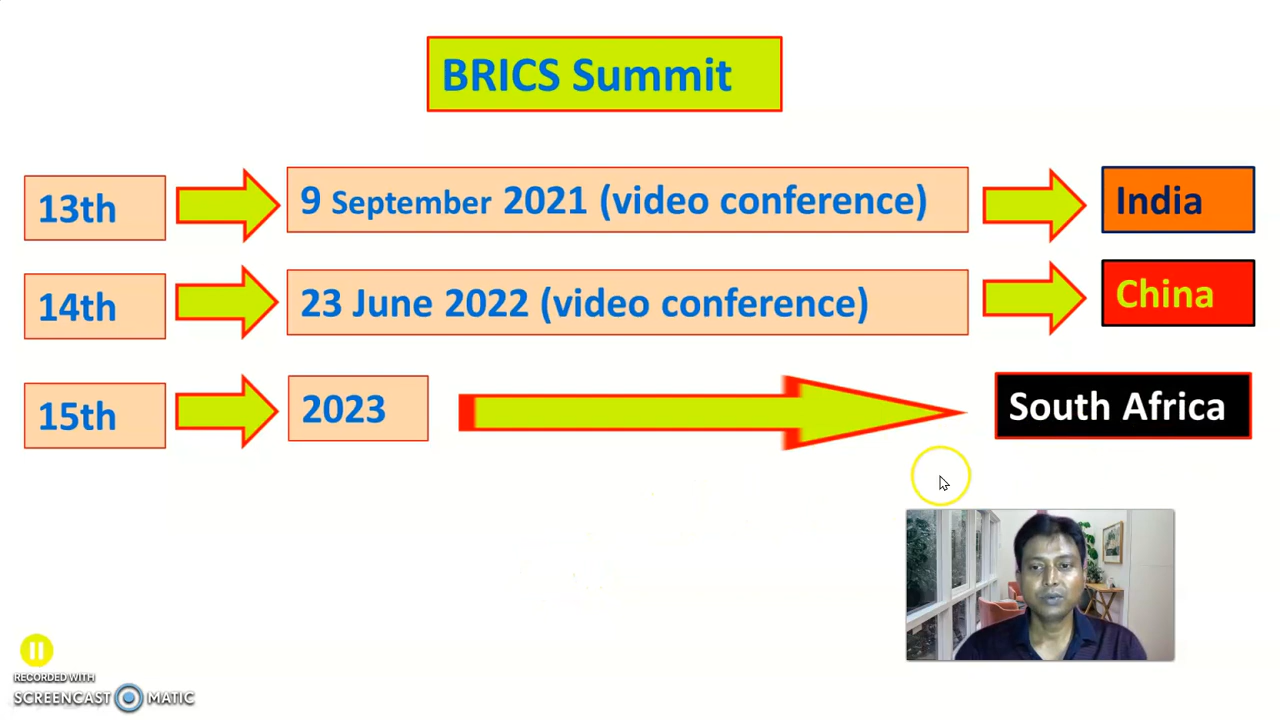 BRICS Summit
13th 9 September 2021 (video conference) India
14th 23 June 2022 (video conference) China
15th 2023 South Africa
RECORDED WITH
SCREENCAST MATIC